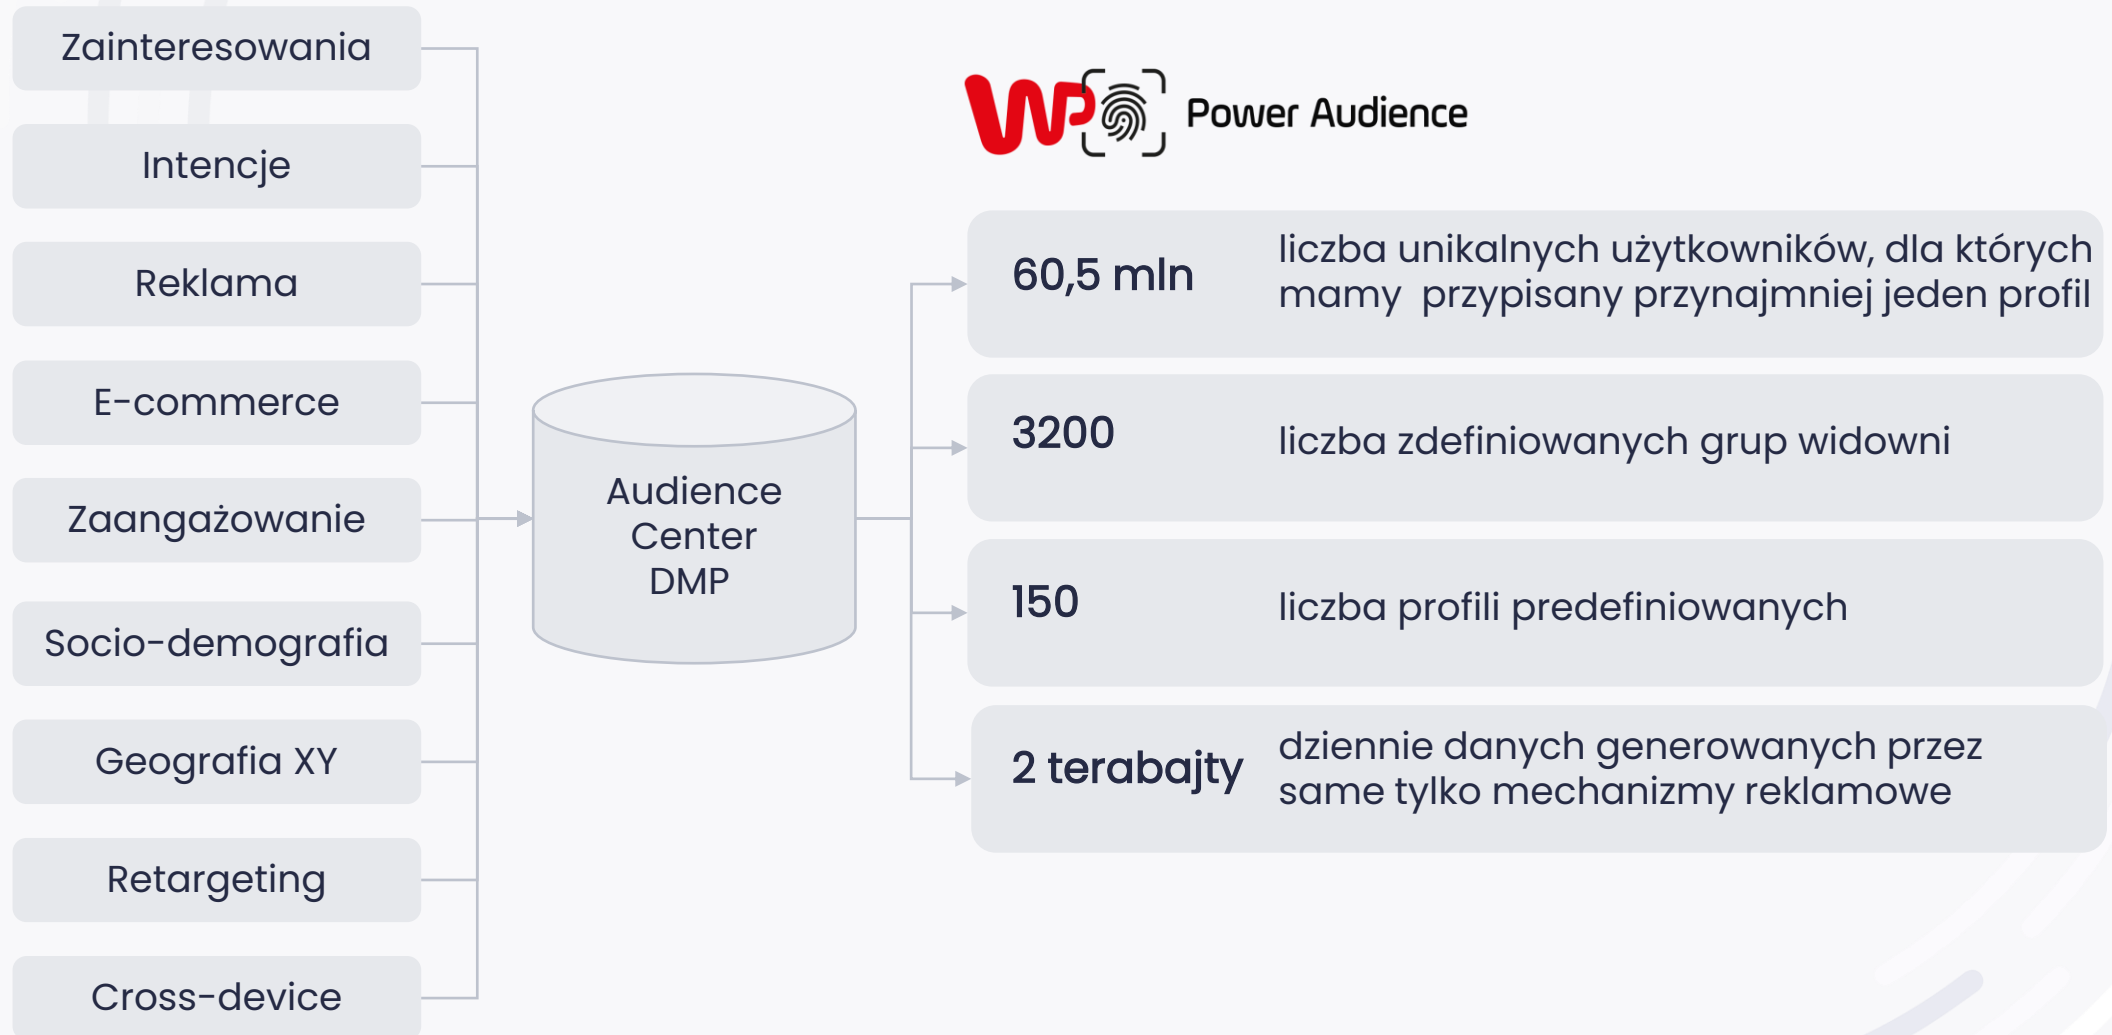 Zainteresowania
Intencje
Reklama
E-commerce
Zaangażowanie
Socio-demografia
Geografia XY
Retargeting
Cross-device
Audience
Center
DMP
WP Power Audience
60,5 mln
liczba unikalnych użytkowników, dla których
mamy przypisany przynajmniej jeden profil
3200
liczba zdefiniowanych grup widowni
150
liczba profili predefiniowanych
2 terabajty
dziennie danych generowanych przez
same tylko mechanizmy reklamowe